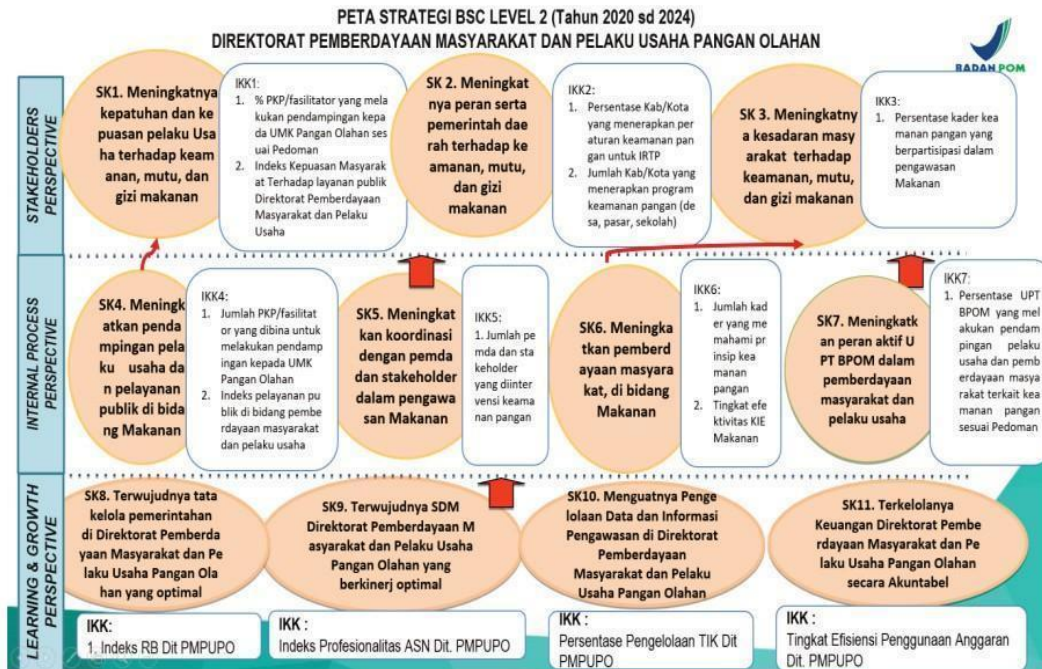 PETA STRATEGI BSC LEVEL 2 (Tahun 2020 sd 2024)
DIREKTORAT PEMBERDAYAAN MASYARAKAT DAN PELAKU USAHA PANGAN OLAHAN
BADAN POM
STAKEHOLDERS
PERSPECTIVE
SK1. Meningkatnya
kepatuhan dan ke
puasan pelaku Usa
ha terhadap keam
anan, mutu, dan
gizi makanan
IKK1:
1. % PKP/fasilitator yang mela
kukan pendampingan kepa
da UMK Pangan Olahan ses
uai Pedoman
2. Indeks Kepuasan Masyarak
at Terhadap layanan publik
Direktorat Pemberdayaan
Masyarakat dan Pelaku
Usaha
SK 2. Meningkat
nya peran serta
pemerintah dae
rah terhadap ke
amanan, mutu,
dan gizi
makanan
IKK2:
1. Persentase Kab/Kota
yang menerapkan per
aturan keamanan pan
gan untuk IRTP
2. Jumlah Kab/Kota yang
menerapkan program
keamanan pangan (de
sa, pasar, sekolah)
SK 3. Meningkatny
a kesadaran masy
arakat terhadap
keamanan, mutu,
dan gizi makanan
IKK3:
1. Persentase kader kea
manan pangan yang
berpartisipasi dalam
pengawasan
Makanan
INTERNAL PROCESS
PERSPECTIVE
SK4. Meningk
atkan penda
mpingan pela
ku usaha da
n pelayanan
publik di bida
ng Makanan
IKK4:
1. Jumlah PKP/fasilitat
or yang dibina untuk
melakukan pendamp
ingan kepada UMK
Pangan Olahan
2. Indeks pelayanan pu
blik di bidang pembe
rdayaan masyarakat
dan pelaku usaha
SK5. Meningkat
kan koordinasi
dengan pemda
dan stakeholder
dalam pengawa
san Makanan
IKK5:
1. Jumlah pe
mda dan sta
keholder
yang diinter
vensi keama
nan pangan
SK6. Meningka
tkan pemberd
ayaan masyara
kat, di bidang
Makanan
IKK6:
1. Jumlah kad
er yang me
mahami pr
insip kea
manan
pangan
2. Tingkat efe
ktivitas KIE
Makanan
SK7. Meningkatk
an peran aktif U
PT BPOM dalam
pemberdayaan
masyarakat dan
pelaku usaha
IKK7:
1. Persentase UPT
BPOM yang mel
akukan pendam
pingan pelaku
usaha dan pemb
erdayaan masya
rakat terkait kea
manan pangan
sesuai Pedoman
LEARNING & GROWTH
PERSPECTIVE
SK8. Terwujudnya tata
kelola pemerintahan
di Direktorat Pemberda
yaan Masyarakat dan Pe
laku Usaha Pangan Ola
han yang optimal
SK9. Terwujudnya SDM
Direktorat Pemberdayaan M
asyarakat dan Pelaku Usaha
Pangan Olahan yang
berkinerj optimal
SK10. Menguatnya Penge
lolaan Data dan Informasi
Pengawasan di Direktorat
Pemberdayaan
Masyarakat dan Pelaku
Usaha Pangan Olahan
SK11. Terkelolanya
Keuangan Direktorat Pembe
rdayaan Masyarakat dan Pe
laku Usaha Pangan Olahan
secara Akuntabel
IKK :
1. Indeks RB Dit PMPUPO
IKK :
Indeks Profesionalitas ASN Dit. PMPUPO
IKK :
Persentase Pengelolaan TIK Dit
PMPUPO
IKK :
Tingkat Efisiensi Penggunaan Anggaran
Dit. PMPUPO